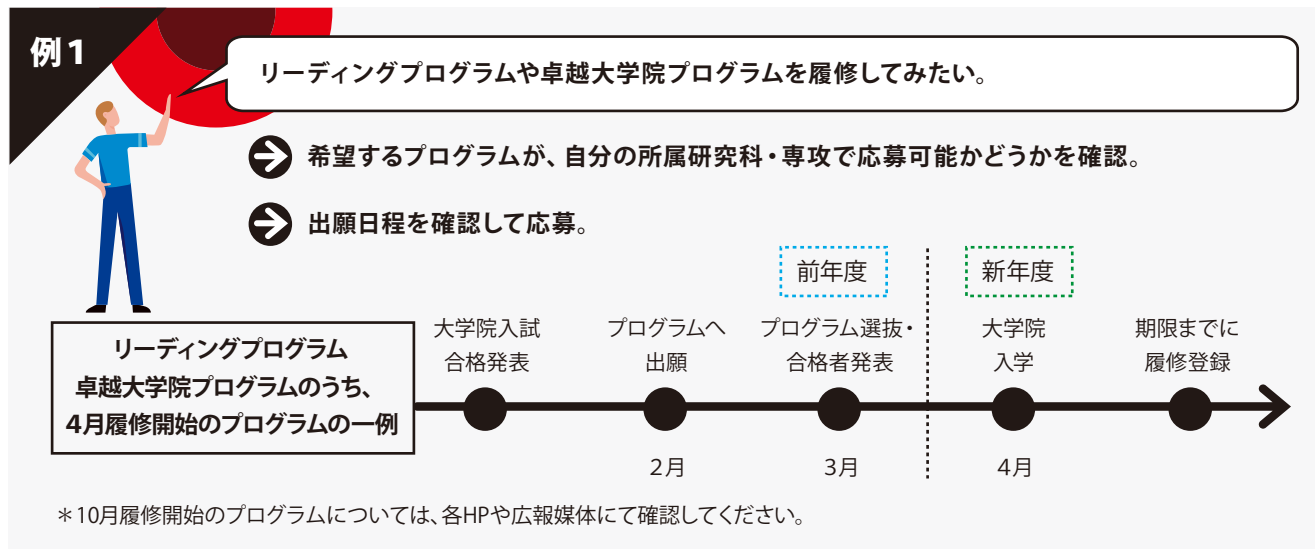 例1
リーディングプログラムや卓越大学院プログラムを履修してみたい。
希望するプログラムが、自分の所属研究科・専攻で応募可能かどうかを確認。
出願日程を確認して応募。
前年度
新年度
リーディングプログラム
卓越大学院プログラムのうち、
4月履修開始のプログラムの一例
大学院入試
合格発表
プログラムへ
出願
プログラム選抜・
合格者発表
大学院
入学
期限までに
履修登録
2月
3月
4月
＊10月履修開始のプログラムについては、各HPや広報媒体にて確認してください。